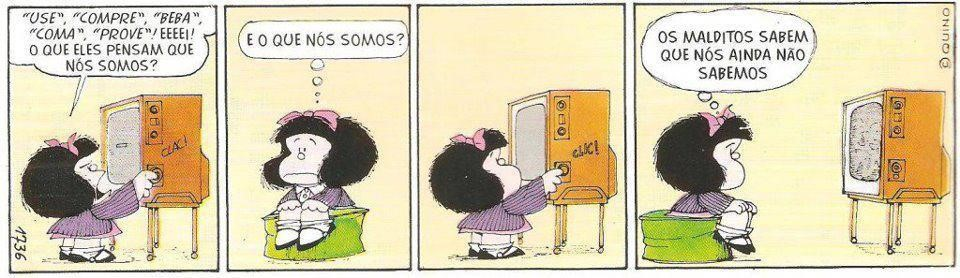 "USE", "COMPRE", "BEBA",
"COMA", "PROVE"! EEEEI!
O QUE ELES PENSAM QUE
NÓS SOMOS?
CLAC!
1736
E O QUE NÓS SOMOS?
CLIC!
OS MALDITOS SABEM
QUE NÓS AINDA NÃO
SABEMOS
© QUINO